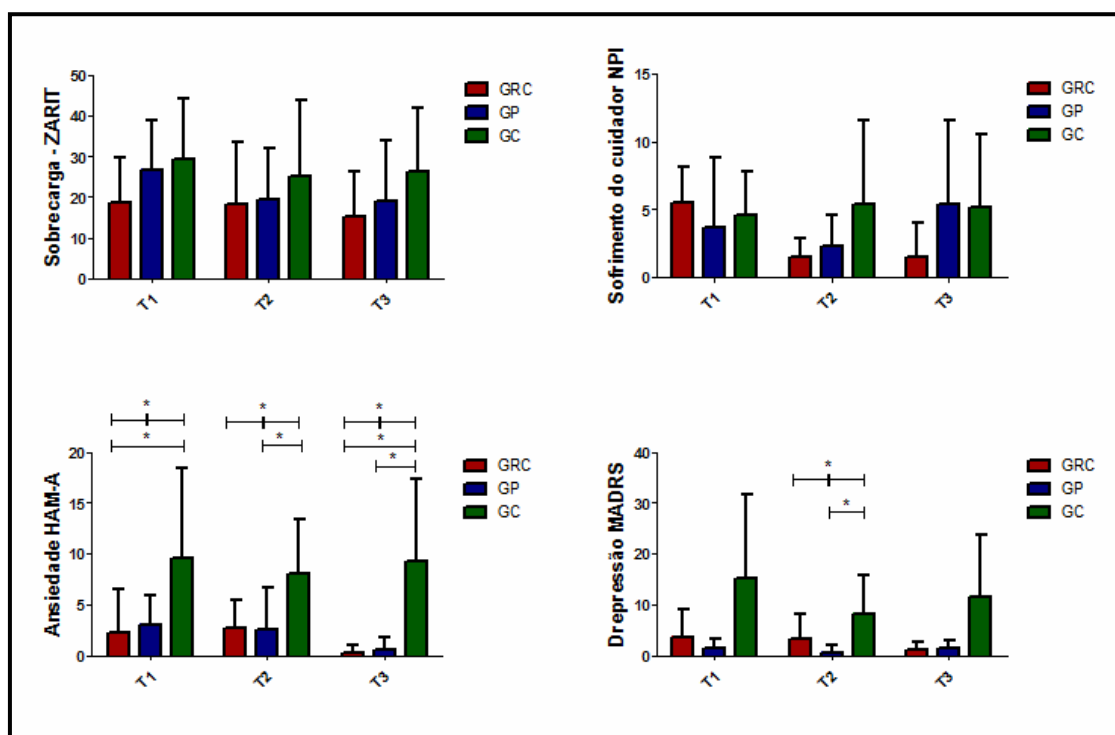 Sobrecarga - ZARIT
50
40
30
20
10
0
T1
T2
T3
GRC
GP
GC
Sofrimento do cuidador NPI
15
10
5
0
T1
T2
T3
GRC
GP
GC
Ansiedade HAM-A
20
15
10
5
0
* * *
* * *
*
T1
T2
T3
GRC
GP
GC
Drepressão MADRS
40
30
20
10
0
*
*
T1
T2
T3
GRC
GP
GC